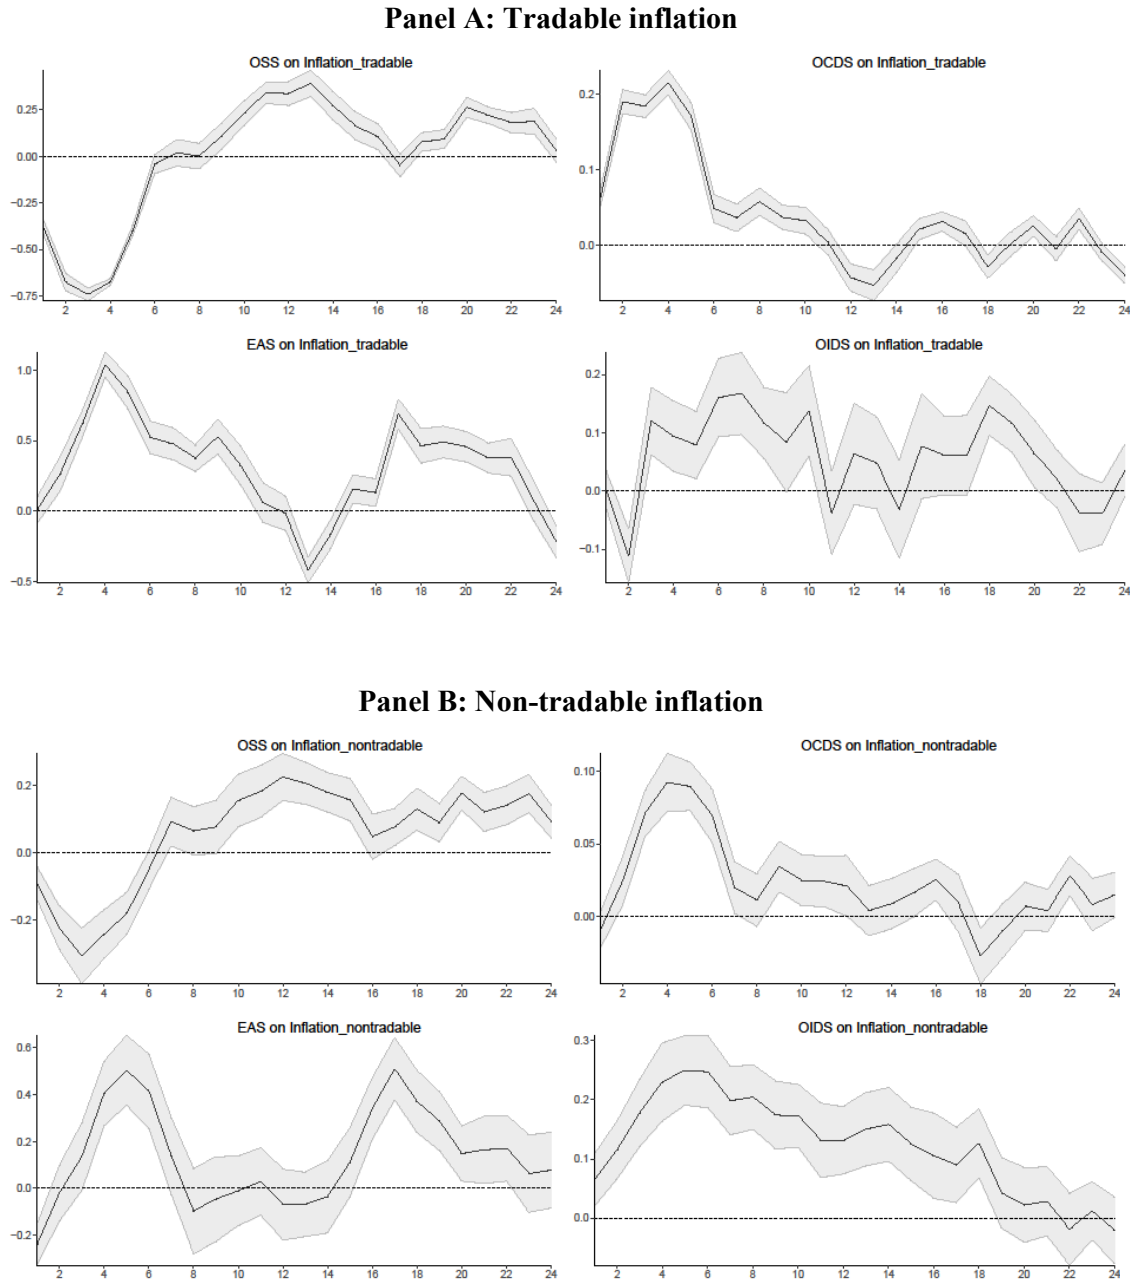 Panel A: Tradable inflation
OSS on Inflation_tradable
0.25
0.00
−0.25
−0.50
−0.75
2 4 6 8 10 12 14 16 18 20 22 24
OCDS on Inflation_tradable
0.2
0.1
0.0
2 4 6 8 10 12 14 16 18 20 22 24
EAS on Inflation_tradable
1.0
0.5
0.0
−0.5
2 4 6 8 10 12 14 16 18 20 22 24
OIDS on Inflation_tradable
0.2
0.1
0.0
−0.1
2 4 6 8 10 12 14 16 18 20 22 24
Panel B: Non-tradable inflation
OSS on Inflation_nontradable
0.2
0.0
−0.2
2 4 6 8 10 12 14 16 18 20 22 24
OCDS on Inflation_nontradable
0.10
0.05
0.00
2 4 6 8 10 12 14 16 18 20 22 24
EAS on Inflation_nontradable
0.6
0.4
0.2
0.0
−0.2
2 4 6 8 10 12 14 16 18 20 22 24
OIDS on Inflation_nontradable
0.3
0.2
0.1
0.0
2 4 6 8 10 12 14 16 18 20 22 24